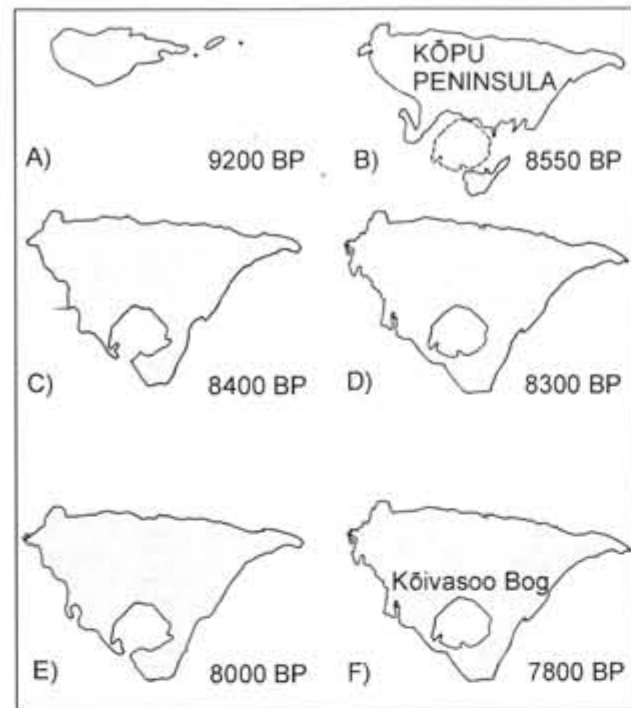 A)
9200 BP
KÕPU
PENINSULA
B)
8550 BP
C)
8400 BP
D)
8300 BP
E)
8000 BP
Kõivasoo Bog
F)
7800 BP